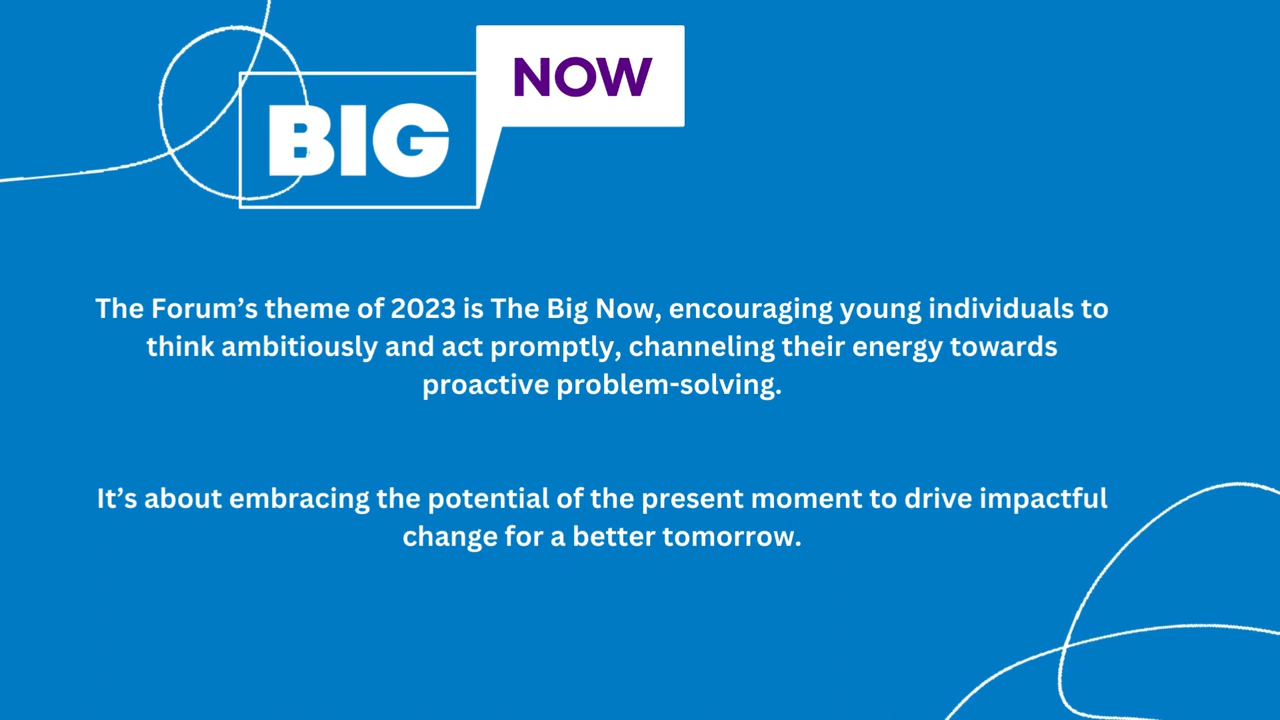 BIG
NOW
The Forum’s theme of 2023 is The Big Now, encouraging young individuals to
think ambitiously and act promptly, channeling their energy towards
proactive problem-solving.
It’s about embracing the potential of the present moment to drive impactful
change for a better tomorrow.